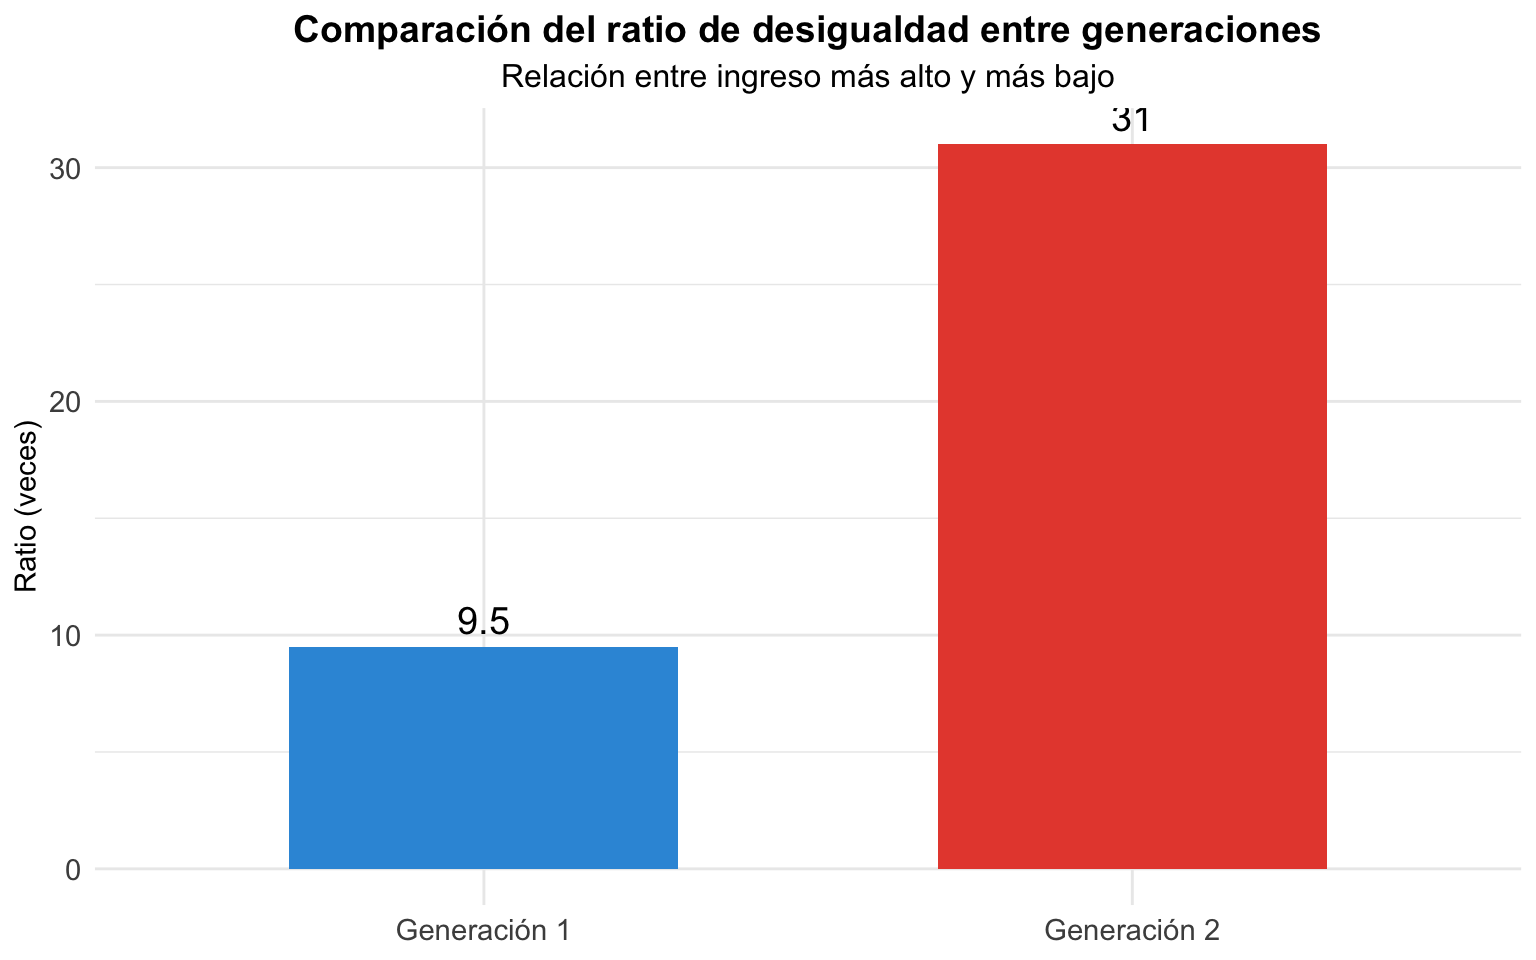 Comparación del ratio de desigualdad entre generaciones
Relación entre ingreso más alto y más bajo
31
30
20
Ratio (veces)
9.5
10
0
Generación 1
Generación 2